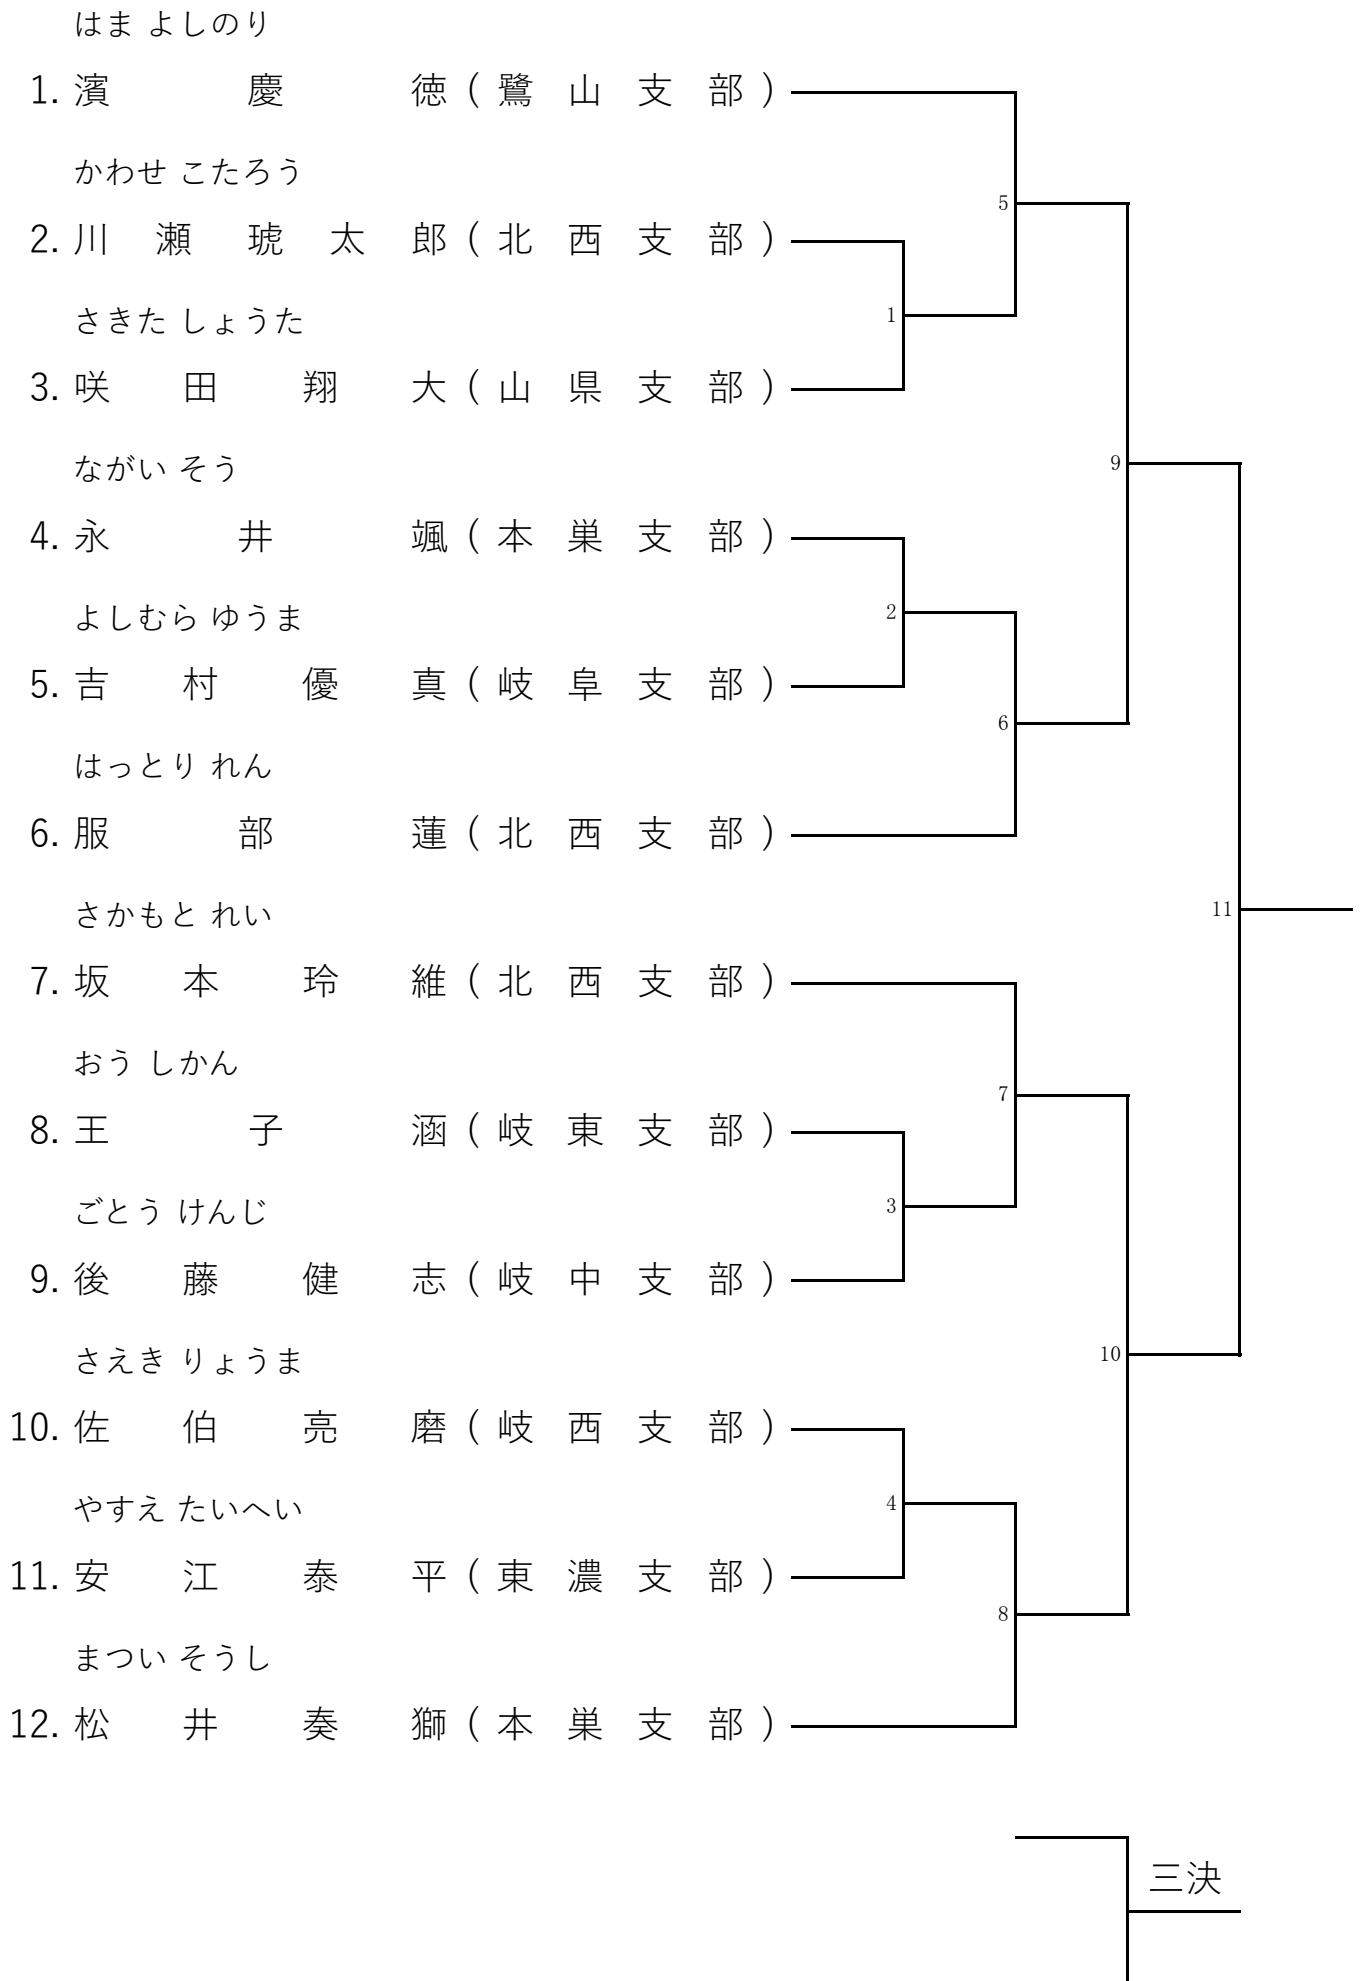 はま よしのり
1. 濱 慶 徳 ( 鷺 山 支 部 )
5
かわせ こたろう
2. 川 瀬 琥 太 郎 ( 北 西 支 部 )
1
さきた しょうた
3. 咲 田 翔 大 ( 山 県 支 部 )
9
ながい そう
4. 永 井 颯 ( 本 巣 支 部 )
2
よしむら ゆうま
5. 吉 村 優 真 ( 岐 阜 支 部 )
6
はっとり れん
6. 服 部 蓮 ( 北 西 支 部 )
11
さかもと れい
7. 坂 本 玲 維 ( 北 西 支 部 )
7
おう しかん
8. 王 子 涵 ( 岐 東 支 部 )
3
ごとう けんじ
9. 後 藤 健 志 ( 岐 中 支 部 )
10
さえき りょうま
10. 佐 伯 亮 磨 ( 岐 西 支 部 )
4
やすえ たいへい
11. 安 江 泰 平 ( 東 濃 支 部 )
8
まつい そうし
12. 松 井 奏 獅 ( 本 巣 支 部 )
三決